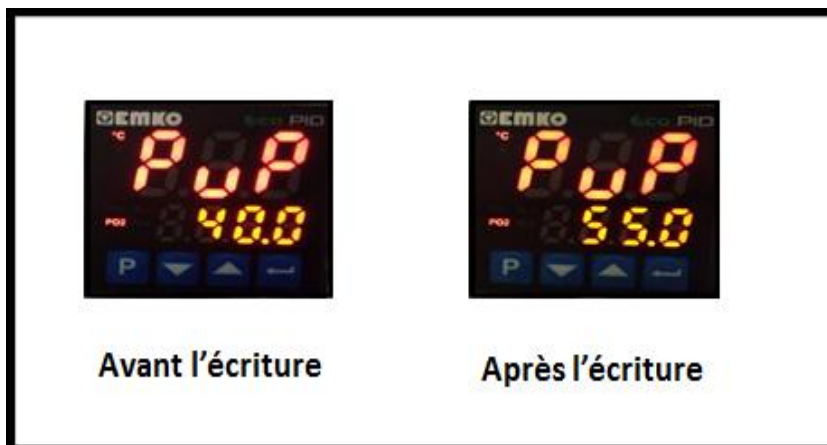 EMKO Eco PID
°C PuP
PO2 40.0
P
Avant l'écriture
EMKO Eco PID
°C PuP
PO2 55.0
P
Après l'écriture